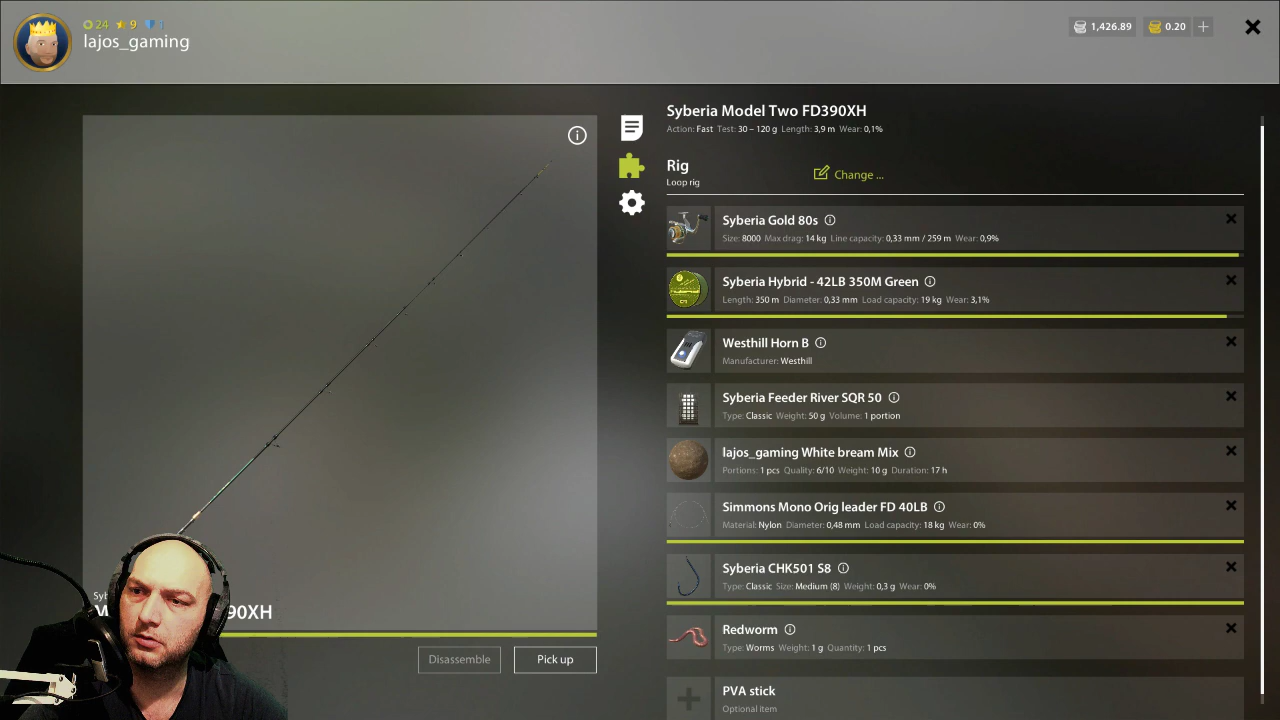 24 9 1
lajos_gaming
1,426.89
0.20
Syberia Model Two FD390XH
Action: Fast Test: 30 – 120 g Length: 3,9 m Wear: 0,1%
Rig
Loop rig
Change ...
Syberia Gold 80s
Size: 8000 Max drag: 14 kg Line capacity: 0,33 mm / 259 m Wear: 0,9%
Syberia Hybrid - 42LB 350M Green
Length: 350 m Diameter: 0,33 mm Load capacity: 19 kg Wear: 3,1%
Westhill Horn B
Manufacturer: Westhill
Syberia Feeder River SQR 50
Type: Classic Weight: 50 g Volume: 1 portion
lajos_gaming White bream Mix
Portions: 1 pcs Quality: 6/10 Weight: 10 g Duration: 17 h
Simmons Mono Orig leader FD 40LB
Material: Nylon Diameter: 0,48 mm Load capacity: 18 kg Wear: 0%
Syberia CHK501 S8
Type: Classic Size: Medium (8) Weight: 0,3 g Wear: 0%
Redworm
Type: Worms Weight: 1 g Quantity: 1 pcs
PVA stick
Optional item
90XH
Disassemble
Pick up